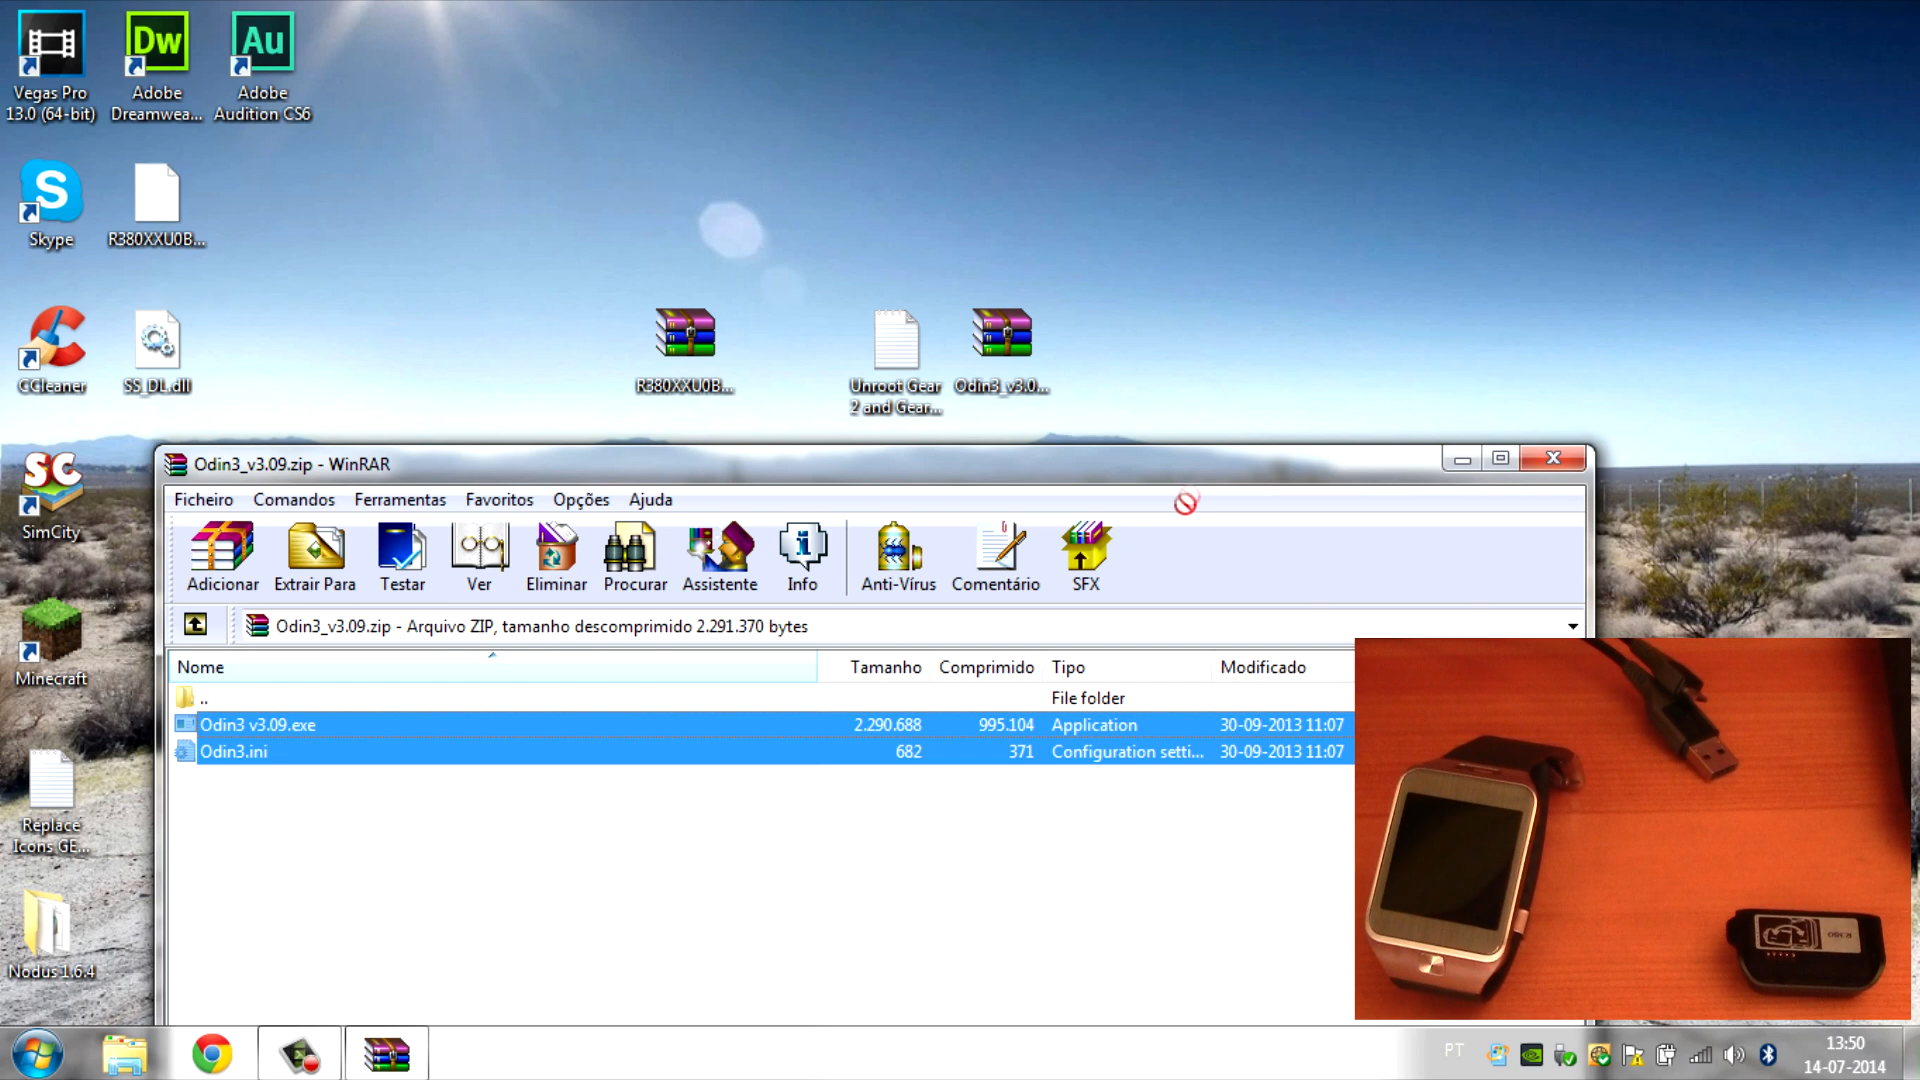 Vegas Pro
13.0 (64-bit)
Dw
Adobe
Dreamwea...
Au
Adobe
Audition CS6
S
Skype
R380XXU0B...
CCleaner
SS_DL.dll
R380XXU0B...
Unroot Gear
2 and Gear...
Odin3_v3.0...
SC
SimCity
Minecraft
Replace
Icons GE...
Nodus 1.6.4
Odin3_v3.09.zip - WinRAR
Ficheiro Comandos Ferramentas Favoritos Opções Ajuda
Adicionar Extrair Para Testar Ver Eliminar Procurar Assistente Info Anti-Vírus Comentário SFX
Odin3_v3.09.zip - Arquivo ZIP, tamanho descomprimido 2.291.370 bytes
Nome Tamanho Comprimido Tipo Modificado
.. File folder
Odin3 v3.09.exe 2.290.688 995.104 Application 30-09-2013 11:07
Odin3.ini 682 371 Configuration setti... 30-09-2013 11:07
R380
PT
13:50
14-07-2014